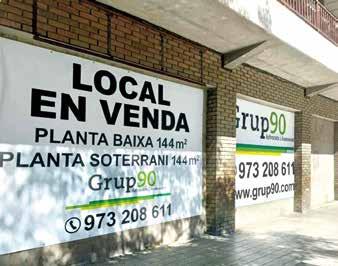 LOCAL
EN VENDA
PLANTA BAIXA 144 m²
PLANTA SOTERRANI 144 m²
Grup90
973 208 611
Grup90
973 208 611
www.grup90.com